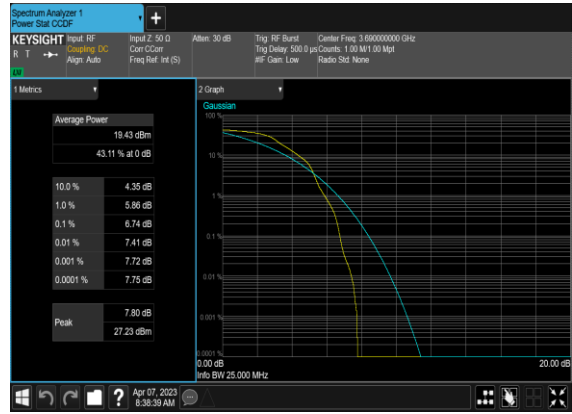 Spectrum Analyzer 1
Power Stat CCDF
+
KEYSIGHT
R T
LXI
Input: RF
Coupling: DC
Align: Auto
Input Z: 50 Ω
Corr CCorr
Freq Ref: Int (S)
Atten: 30 dB
Trig: RF Burst
Trig Delay: 500.0 µs
#IF Gain: Low
Center Freq: 3.690000000 GHz
Counts: 1.00 M/1.00 Mpt
Radio Std: None
1 Metrics
Average Power
19.43 dBm
43.11 % at 0 dB
10.0 % 4.35 dB
1.0 % 5.86 dB
0.1 % 6.74 dB
0.01 % 7.41 dB
0.001 % 7.72 dB
0.0001 % 7.75 dB
Peak
7.80 dB
27.23 dBm
2 Graph
Gaussian
100 %
10 %
1 %
0.1 %
0.01 %
0.001 %
0.0001 %
0.00 dB 20.00 dB
Info BW 25.000 MHz
?
Apr 07, 2023
8:38:39 AM